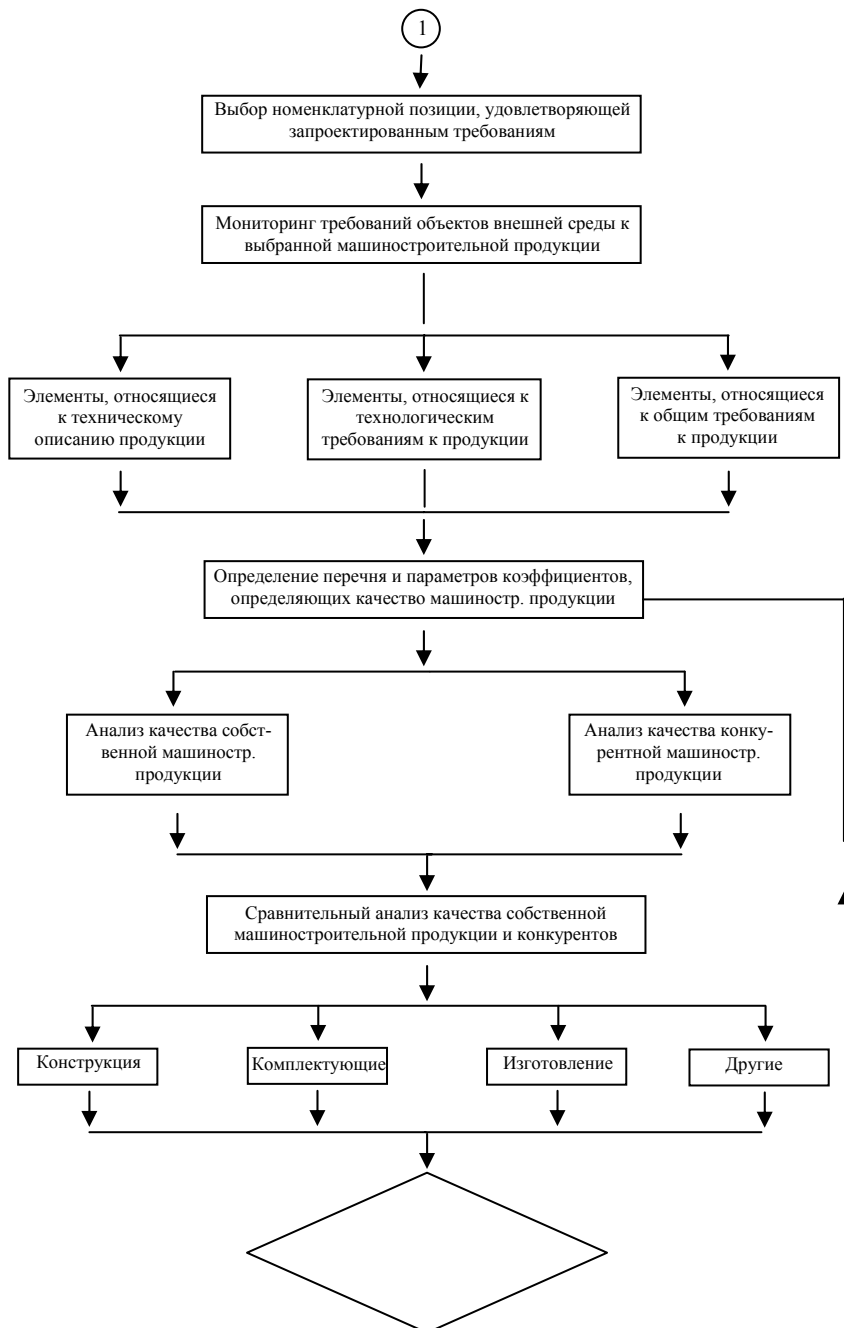 1
Выбор номенклатурной позиции, удовлетворяющей
запроектированным требованиям
Мониторинг требований объектов внешней среды к
выбранной машиностроительной продукции
Элементы, относящиеся
к техническому
описанию продукции
Элементы, относящиеся к
технологическим
требованиям к продукции
Элементы, относящиеся
к общим требованиям
к продукции
Определение перечня и параметров коэффициентов,
определяющих качество машиностр. продукции
Анализ качества собст-
венной машиностр.
продукции
Анализ качества конку-
рентной машиностр.
продукции
Сравнительный анализ качества собственной
машиностроительной продукции и конкурентов
Конструкция
Комплектующие
Изготовление
Другие